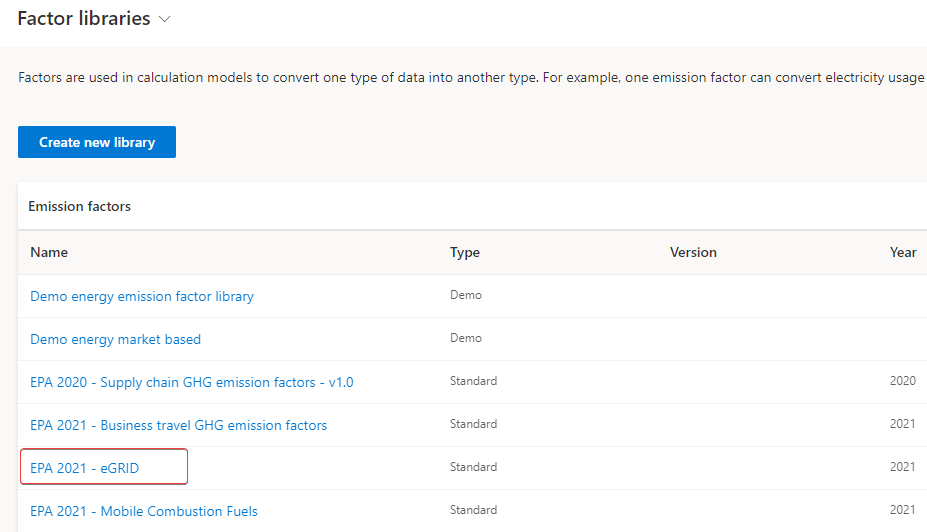 Factor libraries
Factors are used in calculation models to convert one type of data into another type. For example, one emission factor can convert electricity usage
Create new library
Emission factors
Name Type Version Year
Demo energy emission factor library Demo
Demo energy market based Demo
EPA 2020 - Supply chain GHG emission factors - v1.0 Standard 2020
EPA 2021 - Business travel GHG emission factors Standard 2021
EPA 2021 - eGRID Standard 2021
EPA 2021 - Mobile Combustion Fuels Standard 2021